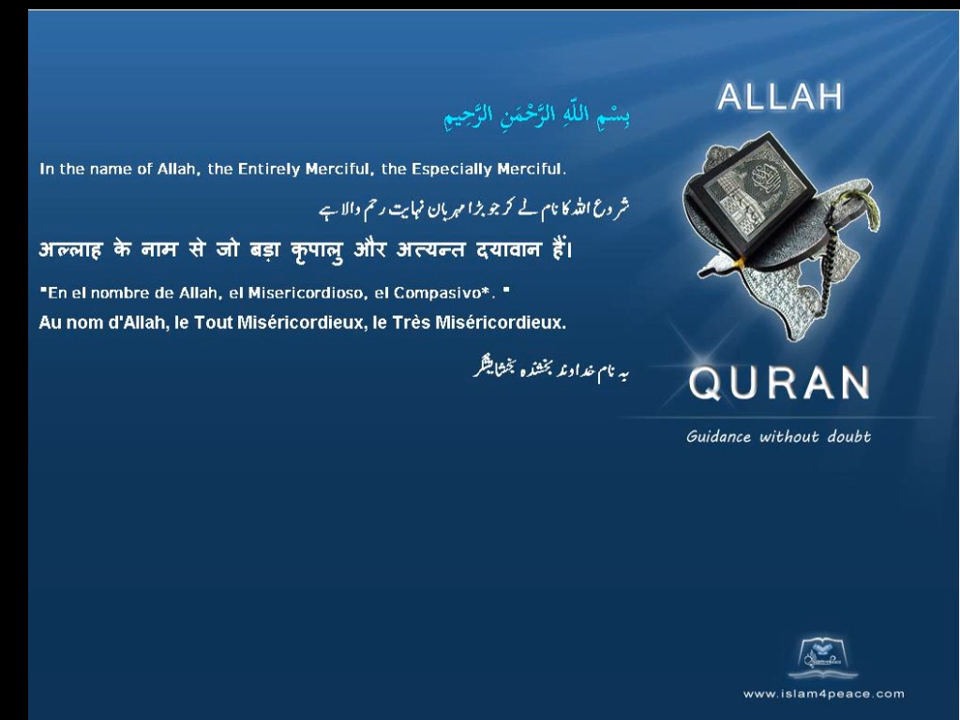 بِسْمِ اللَّهِ الرَّحْمَنِ الرَّحِيمِ
In the name of Allah, the Entirely Merciful, the Especially Merciful.
شروع اللہ کا نام لے کر جو بڑا مہربان نہایت رحم والا ہے
अल्लाह के नाम से जो बड़ा कृपालु और अत्यन्त दयावान हैं।
"En el nombre de Allah, el Misericordioso, el Compasivo*. "
Au nom d'Allah, le Tout Miséricordieux, le Très Miséricordieux.
به نام خداوند بخشنده بخشایشگر
ALLAH
QURAN
Guidance without doubt
www.islam4peace.com